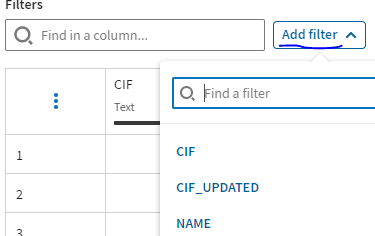 Filters
Find in a column...
Add filter
CIF
Text
Find a filter
1
CIF
2
CIF_UPDATED
3
NAME